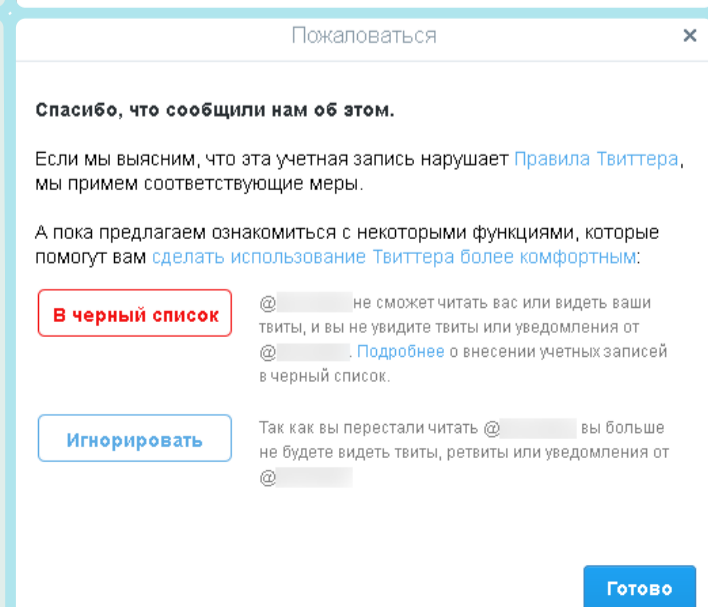 Пожаловаться
Спасибо, что сообщили нам об этом.
Если мы выясним, что эта учетная запись нарушает Правила Твиттера,
мы примем соответствующие меры.
А пока предлагаем ознакомиться с некоторыми функциями, которые
помогут вам сделать использование Твиттера более комфортным:
В черный список
@ не сможет читать вас или видеть ваши
твиты, и вы не увидите твиты или уведомления от
@ . Подробнее о внесении учетных записей
в черный список.
Игнорировать
Так как вы перестали читать @ вы больше
не будете видеть твиты, ретвиты или уведомления от
@
Готово